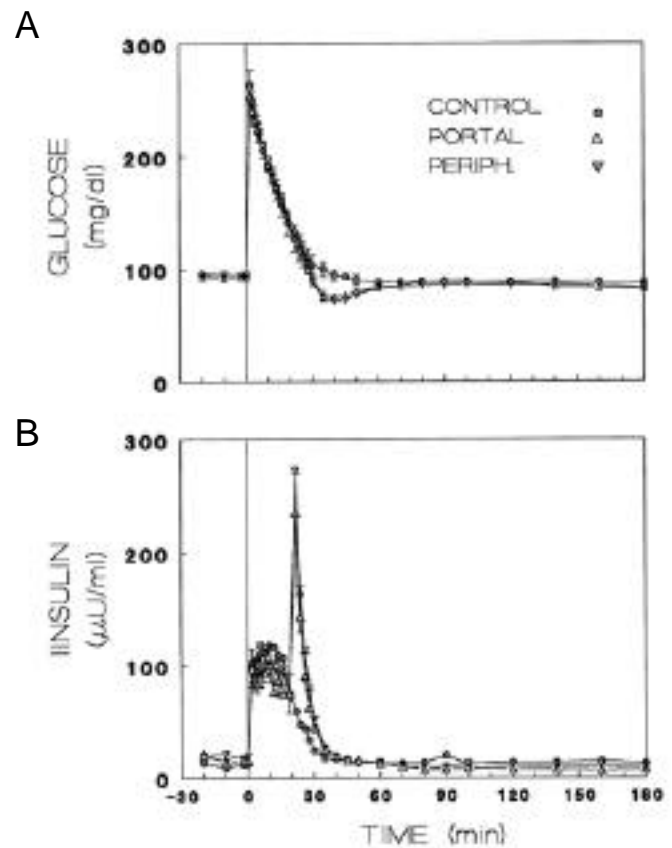 A
300
200
100
0
GLUCOSE
(mg/dl)
CONTROL
PORTAL
PERIPH.
B
300
200
100
0
IINSULIN
(μU/ml)
-30 0 30 60 90 120 150 180
TIME (min)